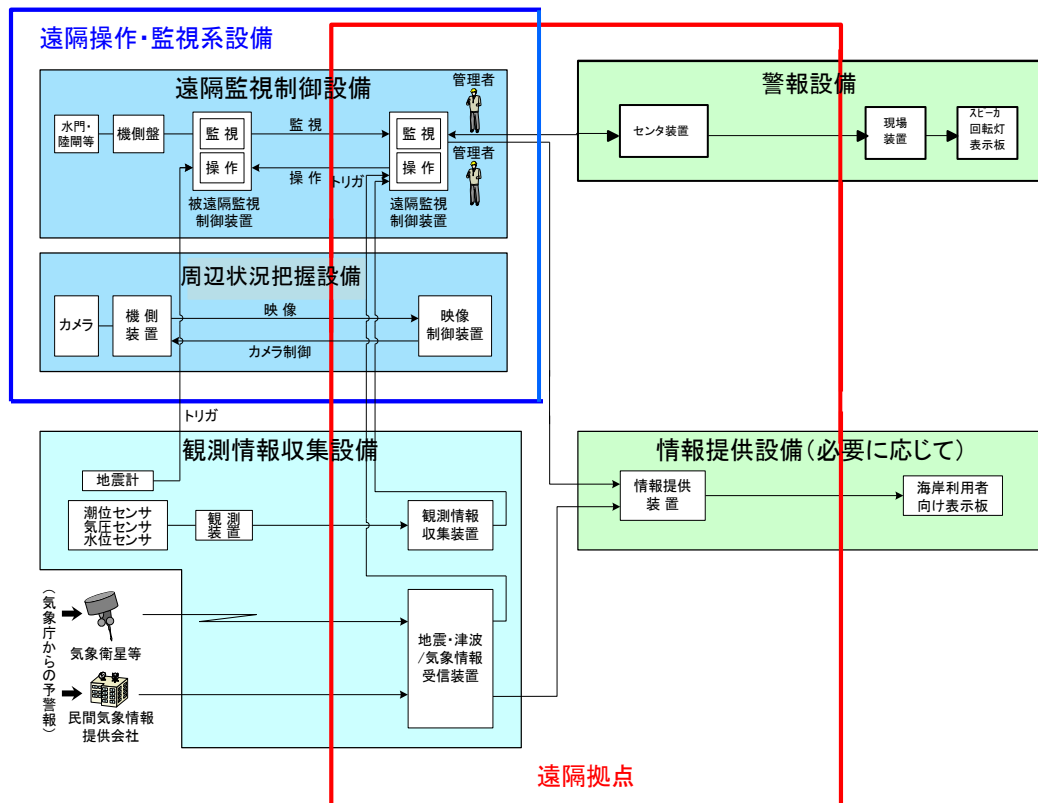 遠隔操作・監視系設備
遠隔監視制御設備
管理者
水門・
陸閘等
機側盤
監視
操作
監視
操作
トリガ
監視
操作
管理者
被遠隔監視
制御装置
遠隔監視
制御装置
周辺状況把握設備
カメラ
機側
装置
映像
カメラ制御
映像
制御装置
トリガ
警報設備
センタ装置
現場
装置
スピーカ
回転灯
表示板
観測情報収集設備
地震計
潮位センサ
気圧センサ
水位センサ
観測
装置
観測情報
収集装置
(気象庁からの予警報)
気象衛星等
民間気象情報
提供会社
地震・津波
/気象情報
受信装置
情報提供設備(必要に応じて)
情報提供
装置
海岸利用者
向け表示板
遠隔拠点